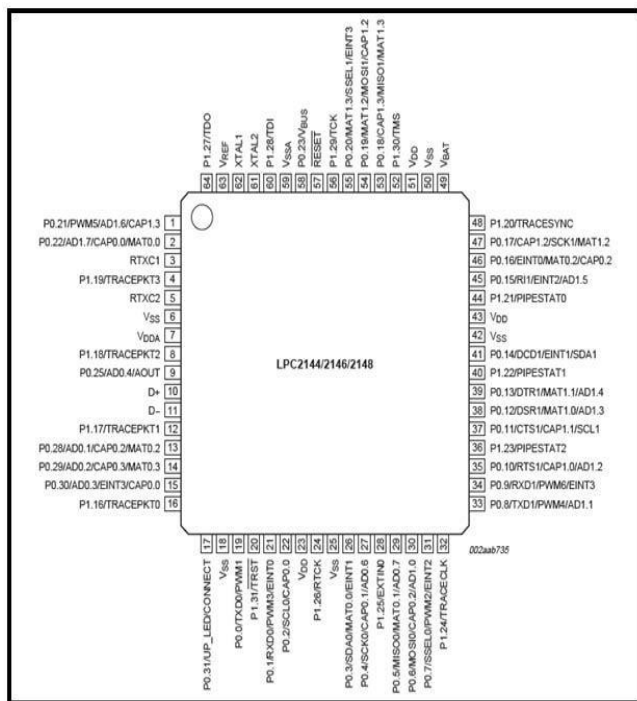 P1.27/TDO
VREF
XTAL1
XTAL2
P1.28/TDI
VSSA
P0.23/VBUS
RESET
P1.29/TCK
P0.20/MAT1.3/SSEL1/EINT3
P0.19/MAT1.2/MOSI1/CAP1.2
P0.18/CAP1.3/MISO1/MAT1.3
P1.30/TMS
VDD
VSS
VBAT
64 63 62 61 60 59 58 57 56 55 54 53 52 51 50 49
P0.21/PWM5/AD1.6/CAP1.3 1
P0.22/AD1.7/CAP0.0/MAT0.0 2
RTXC1 3
P1.19/TRACEPKT3 4
RTXC2 5
VSS 6
VDDA 7
P1.18/TRACEPKT2 8
P0.25/AD0.4/AOUT 9
D+ 10
D− 11
P1.17/TRACEPKT1 12
P0.28/AD0.1/CAP0.2/MAT0.2 13
P0.29/AD0.2/CAP0.3/MAT0.3 14
P0.30/AD0.3/EINT3/CAP0.0 15
P1.16/TRACEPKT0 16
LPC2144/2146/2148
48 P1.20/TRACESYNC
47 P0.17/CAP1.2/SCK1/MAT1.2
46 P0.16/EINT0/MAT0.2/CAP0.2
45 P0.15/RI1/EINT2/AD1.5
44 P1.21/PIPESTAT0
43 VDD
42 VSS
41 P0.14/DCD1/EINT1/SDA1
40 P1.22/PIPESTAT1
39 P0.13/DTR1/MAT1.1/AD1.4
38 P0.12/DSR1/MAT1.0/AD1.3
37 P0.11/CTS1/CAP1.1/SCL1
36 P1.23/PIPESTAT2
35 P0.10/RTS1/CAP1.0/AD1.2
34 P0.9/RXD1/PWM6/EINT3
33 P0.8/TXD1/PWM4/AD1.1
17 18 19 20 21 22 23 24 25 26 27 28 29 30 31 32
P0.31/UP_LED/CONNECT
VSS
P0.0/TXD0/PWM1
P1.31/TRST
P0.1/RXD0/PWM3/EINT0
P0.2/SCL0/CAP0.0
VDD
P1.26/RTCK
VSS
P0.3/SDA0/MAT0.0/EINT1
P0.4/SCK0/CAP0.1/AD0.6
P1.25/EXTIN0
P0.5/MISO0/MAT0.1/AD0.7
P0.6/MOSI0/CAP0.2/AD1.0
P0.7/SSEL0/PWM2/EINT2
P1.24/TRACECLK
002aab735